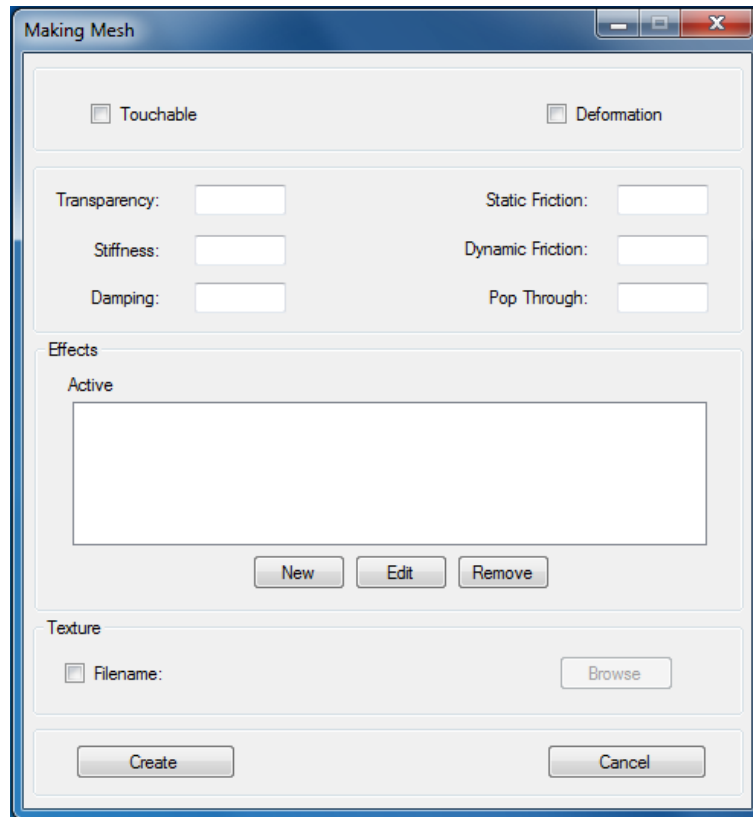 Making Mesh
Touchable Deformation
Transparency: Static Friction:
Stiffness: Dynamic Friction:
Damping: Pop Through:
Effects
Active
New Edit Remove
Texture
Filename: Browse
Create Cancel